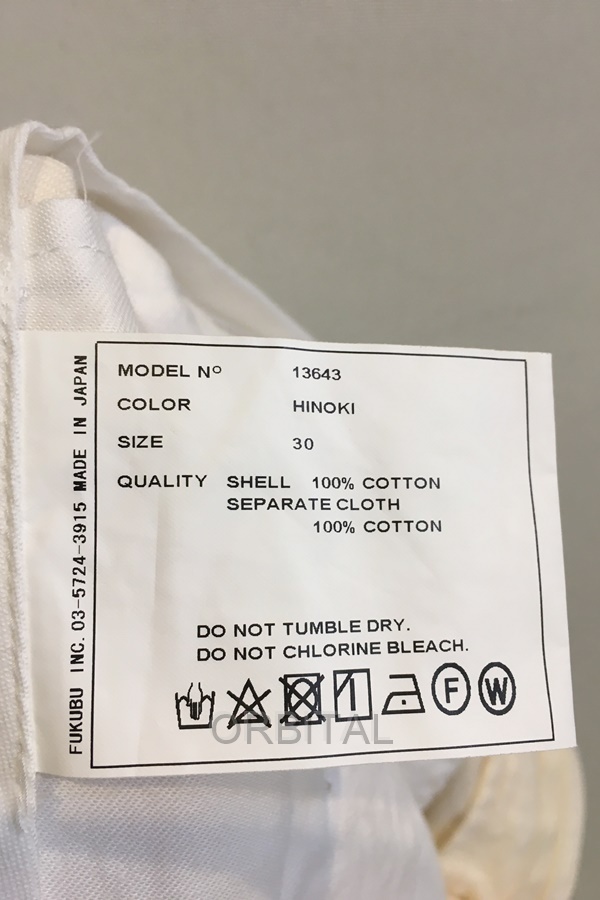 MODEL Nº 13643
COLOR HINOKI
SIZE 30
QUALITY SHELL 100% COTTON
SEPARATE CLOTH
100% COTTON
DO NOT TUMBLE DRY.
DO NOT CHLORINE BLEACH.
F W
FUKUBU INC. 03-5724-3915 MADE IN JAPAN
ORBITAL